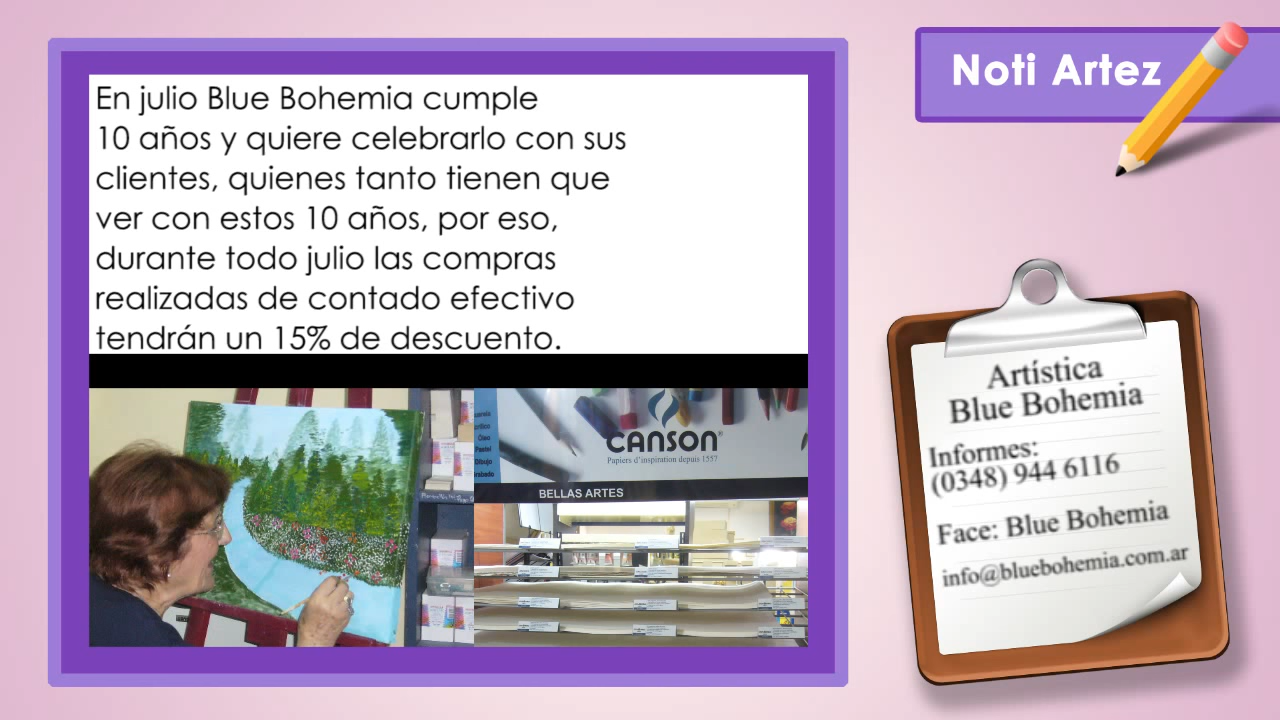 En julio Blue Bohemia cumple
10 años y quiere celebrarlo con sus
clientes, quienes tanto tienen que
ver con estos 10 años, por eso,
durante todo julio las compras
realizadas de contado efectivo
tendrán un 15% de descuento.
CANSON®
Papiers d'inspiration depuis 1557
BELLAS ARTES
Oleo
Pastel
Dibujo
Noti Artez
Artística
Blue Bohemia
Informes:
(0348) 944 6116
Face: Blue Bohemia
info@bluebohemia.com.ar